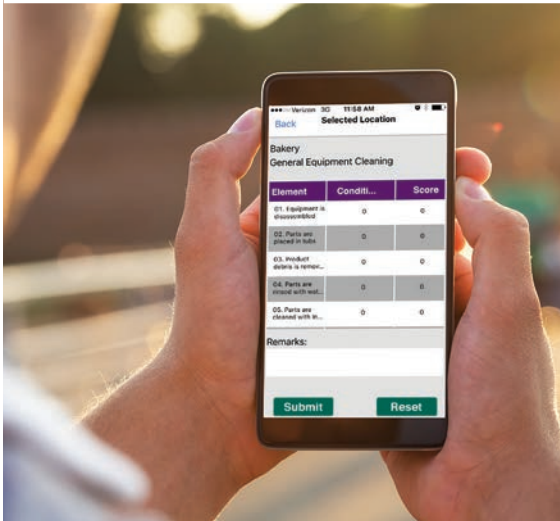 Verizon 3G 11:58 AM
Back Selected Location
Bakery
General Equipment Cleaning
Element Conditi... Score
01. Equipment is
disassembled 0 0
02. Parts are
placed in tubs 0 0
03. Product
debris is remov... 0 0
04. Parts are
rinsed with wat... 0 0
05. Parts are
cleaned with in... 0 0
Remarks:
Submit Reset